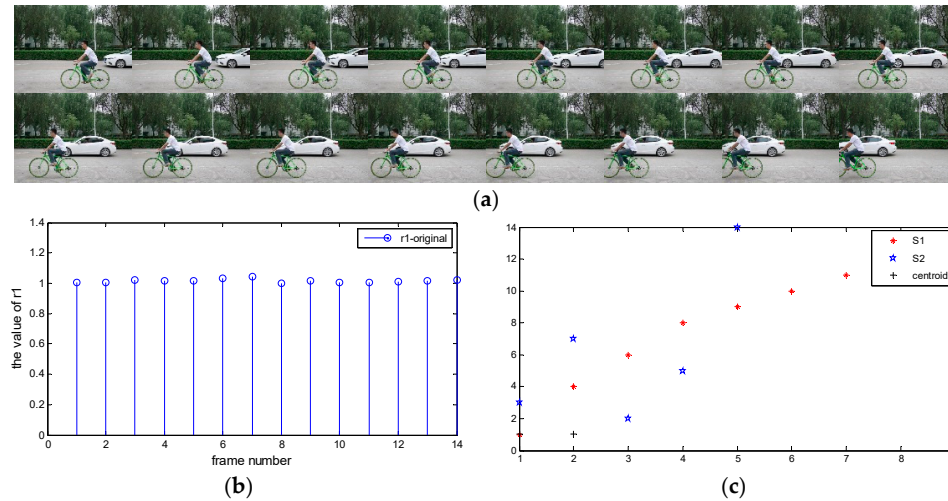 (a)
1.4
1.2
1
0.8
0.6
0.4
0.2
0
the value of r1
r1-original
0 2 4 6 8 10 12 14
frame number
(b)
14
12
10
8
6
4
2
0
S1
S2
centroid
1 2 3 4 5 6 7 8
(c)